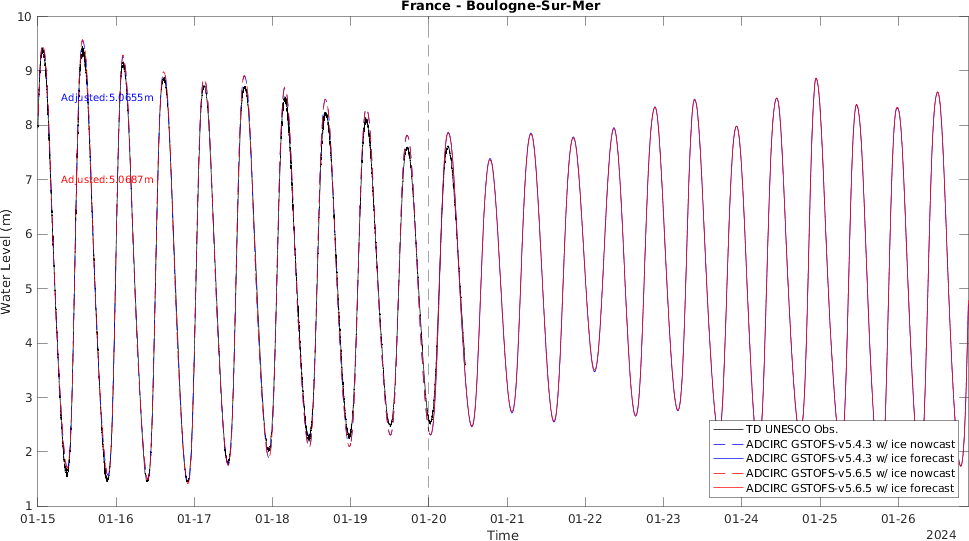 France - Boulogne-Sur-Mer
10
9
8
7
6
5
4
3
2
1
Water Level (m)
Adjusted:5.0655m
Adjusted:5.0687m
TD UNESCO Obs.
ADCIRC GSTOFS-v5.4.3 w/ ice nowcast
ADCIRC GSTOFS-v5.4.3 w/ ice forecast
ADCIRC GSTOFS-v5.6.5 w/ ice nowcast
ADCIRC GSTOFS-v5.6.5 w/ ice forecast
01-15 01-16 01-17 01-18 01-19 01-20 01-21 01-22 01-23 01-24 01-25 01-26
Time
2024